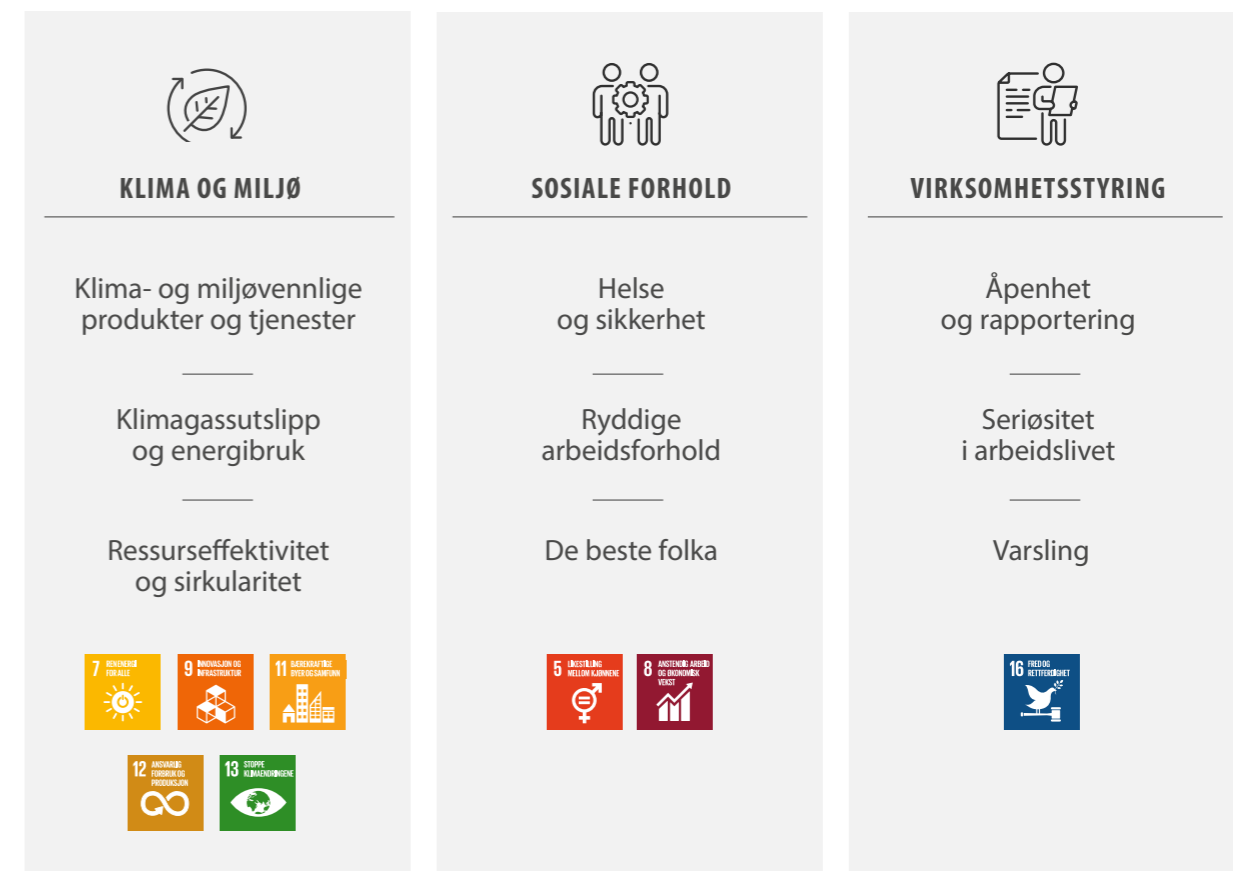 KLIMA OG MILJØ
Klima- og miljøvennlige
produkter og tjenester
Klimagassutslipp
og energibruk
Ressurseffektivitet
og sirkularitet
7 REN ENERGI
FOR ALLE
9 INNOVASJON OG
INFRASTRUKTUR
11 BÆREKRAFTIGE
BYER OG SAMFUNN
12 ANSVARLIG
FORBRUK OG
PRODUKSJON
13 STOPPE
KLIMAENDRINGENE
SOSIALE FORHOLD
Helse
og sikkerhet
Ryddige
arbeidsforhold
De beste folka
5 LIKESTILLING
MELLOM KJØNNENE
8 ANSTENDIG ARBEID
OG ØKONOMISK
VEKST
VIRKSOMHETSSTYRING
Åpenhet
og rapportering
Seriøsitet
i arbeidslivet
Varsling
16 FRED OG
RETTFERDIGHET